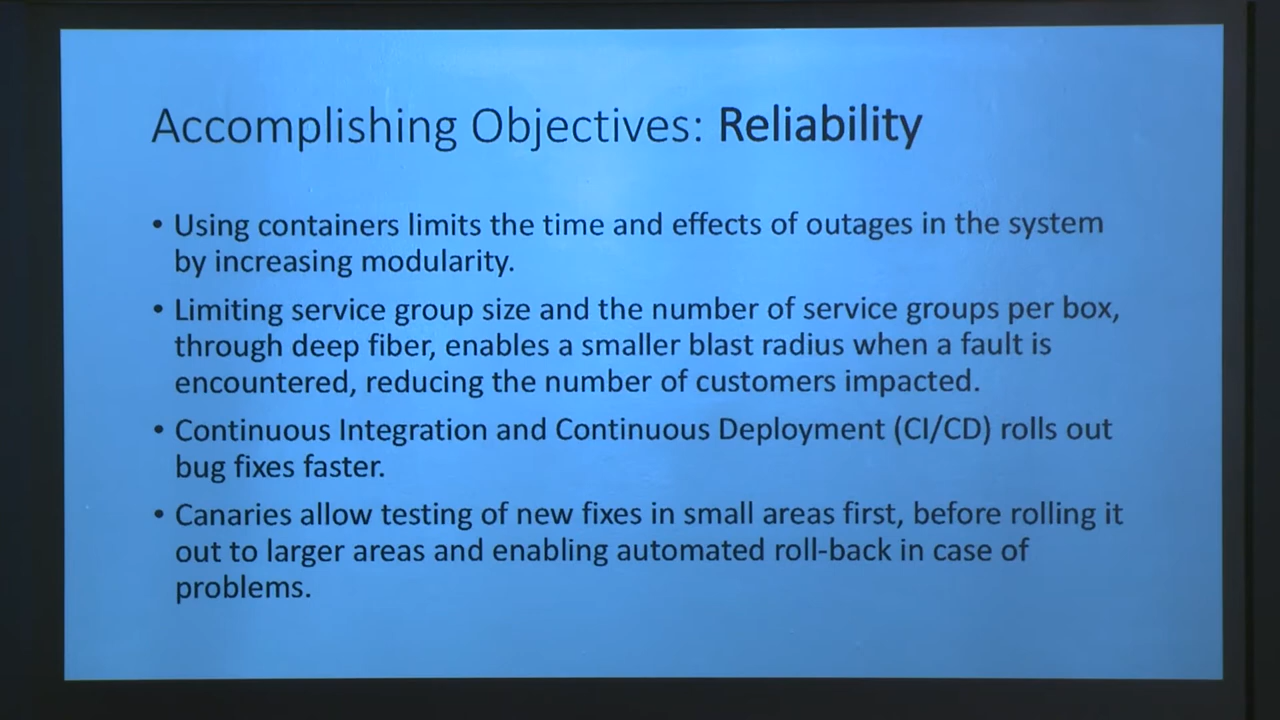 Accomplishing Objectives: Reliability
• Using containers limits the time and effects of outages in the system
by increasing modularity.
• Limiting service group size and the number of service groups per box,
through deep fiber, enables a smaller blast radius when a fault is
encountered, reducing the number of customers impacted.
• Continuous Integration and Continuous Deployment (CI/CD) rolls out
bug fixes faster.
• Canaries allow testing of new fixes in small areas first, before rolling it
out to larger areas and enabling automated roll-back in case of
problems.